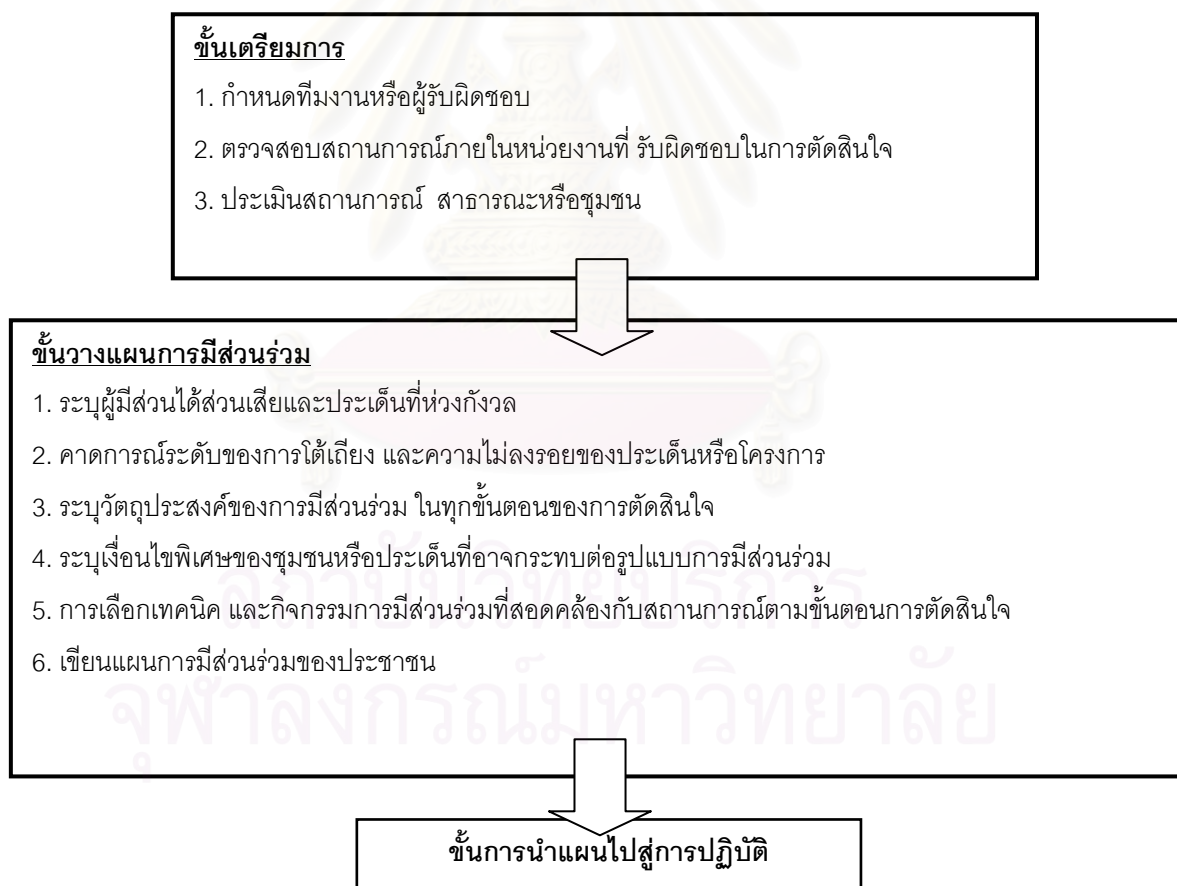 ขั้นเตรียมการ
1. กำหนดทีมงานหรือผู้รับผิดชอบ
2. ตรวจสอบสถานการณ์ภายในหน่วยงานที่ รับผิดชอบในการตัดสินใจ
3. ประเมินสถานการณ์ สาธารณะหรือชุมชน
ขั้นวางแผนการมีส่วนร่วม
1. ระบุผู้มีส่วนได้ส่วนเสียและประเด็นที่ห่วงกังวล
2. คาดการณ์ระดับของการโต้เถียง และความไม่ลงรอยของประเด็นหรือโครงการ
3. ระบุวัตถุประสงค์ของการมีส่วนร่วม ในทุกขั้นตอนของการตัดสินใจ
4. ระบุเงื่อนไขพิเศษของชุมชนหรือประเด็นที่อาจกระทบต่อรูปแบบการมีส่วนร่วม
5. การเลือกเทคนิค และกิจกรรมการมีส่วนร่วมที่สอดคล้องกับสถานการณ์ตามขั้นตอนการตัดสินใจ
สถาบันวิทยบริการ
6. เขียนแผนการมีส่วนร่วมของประชาชน
จุฬาลงกรณ์มหาวิทยาลัย
ขั้นการนำแผนไปสู่การปฏิบัติ